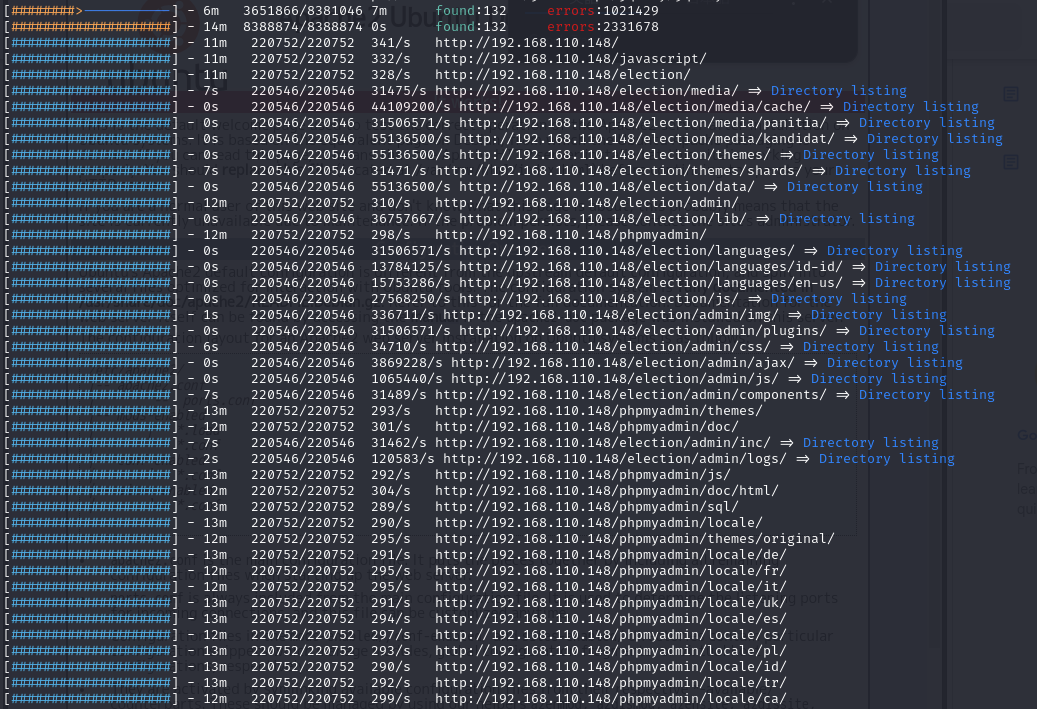 [########>-----------] - 6m   3651866/8381046 7m      found:132     errors:1021429
[####################] - 14m  8388874/8388874 0s      found:132     errors:2331678
[####################] - 11m   220752/220752  341/s   http://192.168.110.148/
[####################] - 11m   220752/220752  332/s   http://192.168.110.148/javascript/
[####################] - 11m   220752/220752  328/s   http://192.168.110.148/election/
[####################] - 7s    220546/220546  31475/s http://192.168.110.148/election/media/ => Directory listing
[####################] - 0s    220546/220546  44109200/s http://192.168.110.148/election/media/cache/ => Directory listing
[####################] - 0s    220546/220546  31506571/s http://192.168.110.148/election/media/panitia/ => Directory listing
[####################] - 0s    220546/220546  55136500/s http://192.168.110.148/election/media/kandidat/ => Directory listing
[####################] - 0s    220546/220546  55136500/s http://192.168.110.148/election/themes/ => Directory listing
[####################] - 7s    220546/220546  31471/s http://192.168.110.148/election/themes/shards/ => Directory listing
[####################] - 0s    220546/220546  55136500/s http://192.168.110.148/election/data/ => Directory listing
[####################] - 12m   220752/220752  310/s   http://192.168.110.148/election/admin/
[####################] - 0s    220546/220546  36757667/s http://192.168.110.148/election/lib/ => Directory listing
[####################] - 12m   220752/220752  298/s   http://192.168.110.148/phpmyadmin/
[####################] - 0s    220546/220546  31506571/s http://192.168.110.148/election/languages/ => Directory listing
[####################] - 0s    220546/220546  13784125/s http://192.168.110.148/election/languages/id-id/ => Directory listing
[####################] - 0s    220546/220546  15753286/s http://192.168.110.148/election/languages/en-us/ => Directory listing
[####################] - 0s    220546/220546  27568250/s http://192.168.110.148/election/js/ => Directory listing
[####################] - 1s    220546/220546  336711/s http://192.168.110.148/election/admin/img/ => Directory listing
[####################] - 0s    220546/220546  31506571/s http://192.168.110.148/election/admin/plugins/ => Directory listing
[####################] - 6s    220546/220546  34710/s http://192.168.110.148/election/admin/css/ => Directory listing
[####################] - 0s    220546/220546  3869228/s http://192.168.110.148/election/admin/ajax/ => Directory listing
[####################] - 0s    220546/220546  1065440/s http://192.168.110.148/election/admin/js/ => Directory listing
[####################] - 7s    220546/220546  31489/s http://192.168.110.148/election/admin/components/ => Directory listing
[####################] - 13m   220752/220752  293/s   http://192.168.110.148/phpmyadmin/themes/
[####################] - 12m   220752/220752  301/s   http://192.168.110.148/phpmyadmin/doc/
[####################] - 7s    220546/220546  31462/s http://192.168.110.148/election/admin/inc/ => Directory listing
[####################] - 2s    220546/220546  120583/s http://192.168.110.148/election/admin/logs/ => Directory listing
[####################] - 13m   220752/220752  292/s   http://192.168.110.148/phpmyadmin/js/
[####################] - 12m   220752/220752  304/s   http://192.168.110.148/phpmyadmin/doc/html/
[####################] - 13m   220752/220752  289/s   http://192.168.110.148/phpmyadmin/sql/
[####################] - 13m   220752/220752  290/s   http://192.168.110.148/phpmyadmin/locale/
[####################] - 12m   220752/220752  295/s   http://192.168.110.148/phpmyadmin/themes/original/
[####################] - 13m   220752/220752  291/s   http://192.168.110.148/phpmyadmin/locale/de/
[####################] - 12m   220752/220752  295/s   http://192.168.110.148/phpmyadmin/locale/fr/
[####################] - 12m   220752/220752  295/s   http://192.168.110.148/phpmyadmin/locale/it/
[####################] - 13m   220752/220752  291/s   http://192.168.110.148/phpmyadmin/locale/uk/
[####################] - 13m   220752/220752  294/s   http://192.168.110.148/phpmyadmin/locale/es/
[####################] - 12m   220752/220752  297/s   http://192.168.110.148/phpmyadmin/locale/cs/
[####################] - 13m   220752/220752  293/s   http://192.168.110.148/phpmyadmin/locale/pl/
[####################] - 13m   220752/220752  290/s   http://192.168.110.148/phpmyadmin/locale/id/
[####################] - 13m   220752/220752  292/s   http://192.168.110.148/phpmyadmin/locale/tr/
[####################] - 12m   220752/220752  299/s   http://192.168.110.148/phpmyadmin/locale/ca/